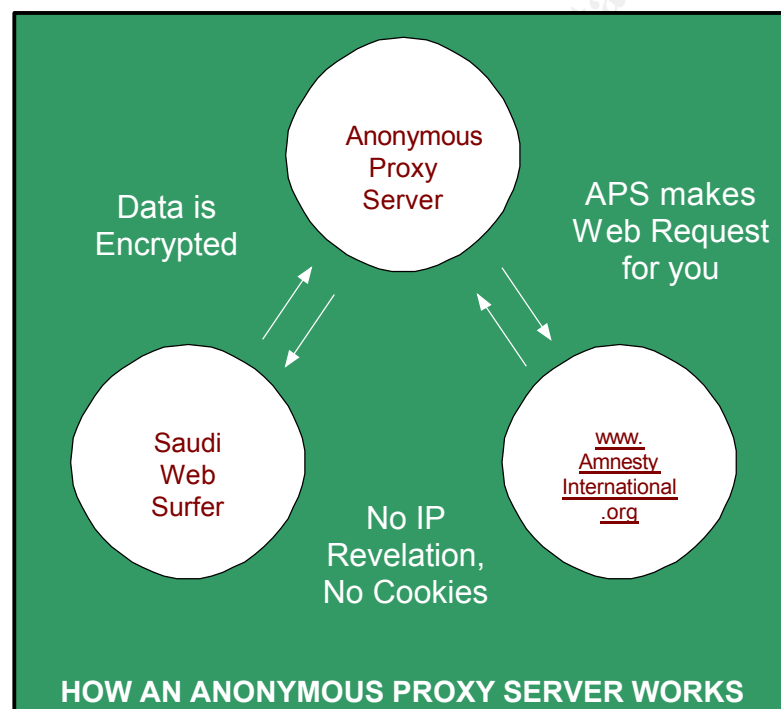 Anonymous
Proxy
Server
Data is
Encrypted
APS makes
Web Request
for you
Saudi
Web
Surfer
www.
Amnesty
International
.org
No IP
Revelation,
No Cookies
HOW AN ANONYMOUS PROXY SERVER WORKS